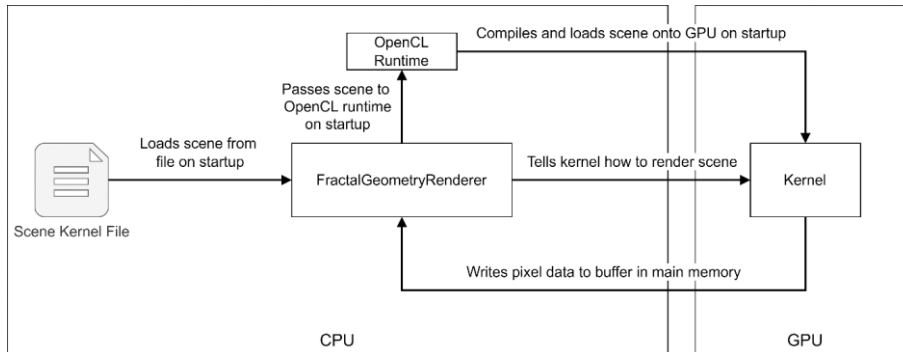 OpenCL
Runtime
Compiles and loads scene onto GPU on startup
Passes scene to
OpenCL runtime
on startup
Loads scene from
file on startup
FractalGeometryRenderer
Tells kernel how to render scene
Kernel
Scene Kernel File
Writes pixel data to buffer in main memory
CPU
GPU